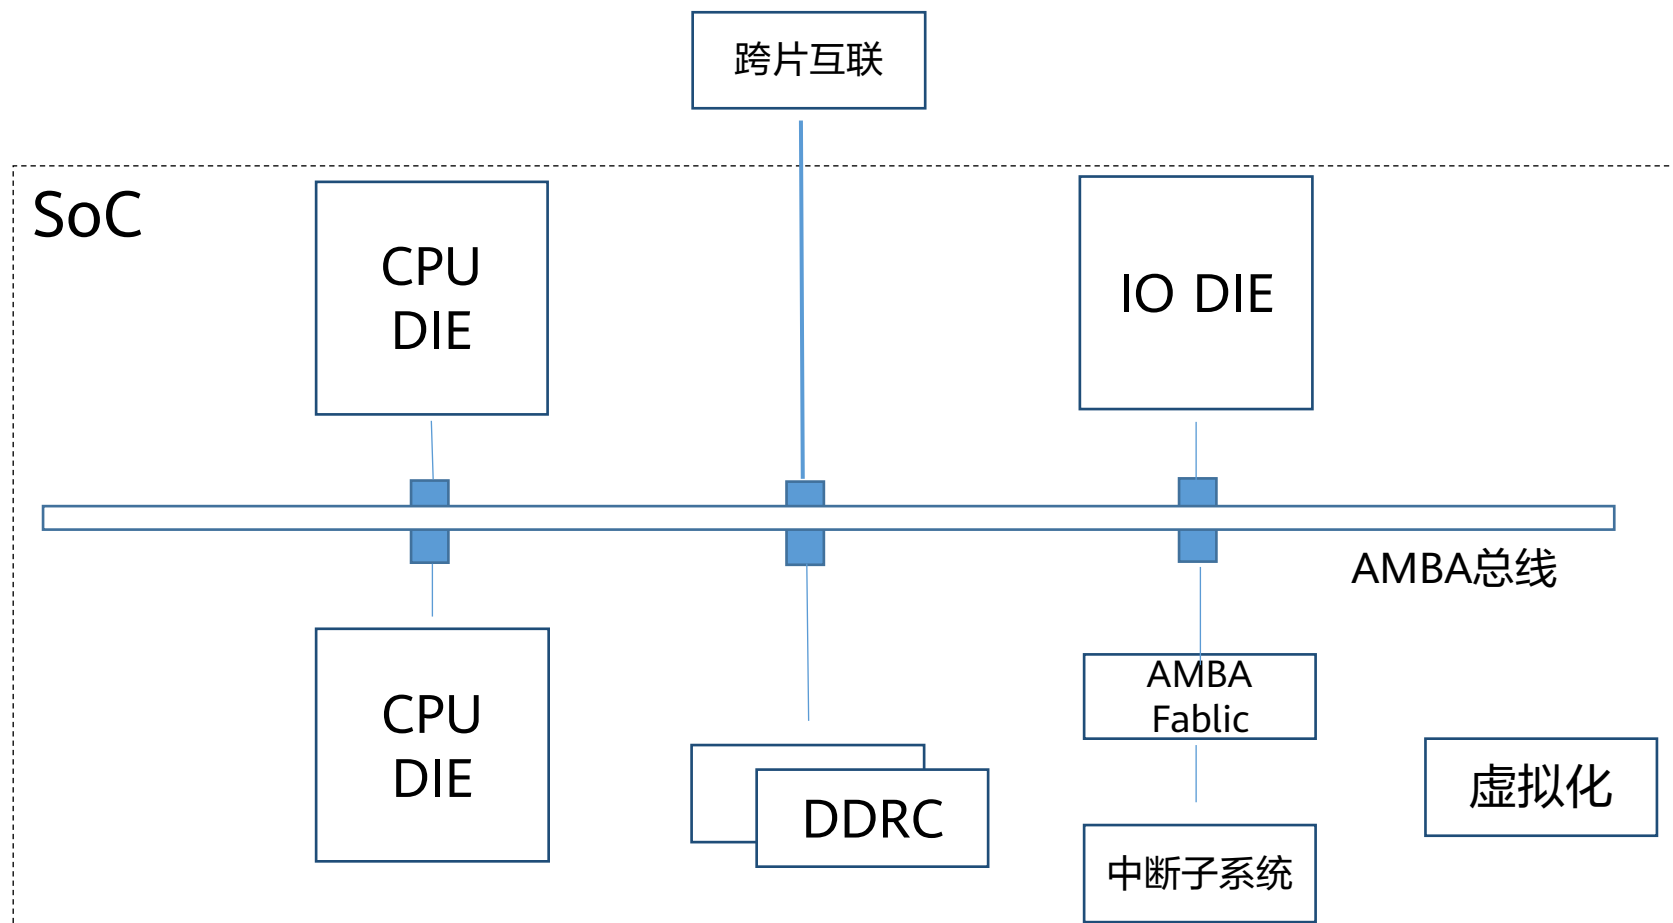 跨片互联
SoC
CPU
DIE
IO DIE
AMBA总线
CPU
DIE
DDRC
AMBA
Fablic
中断子系统
虚拟化